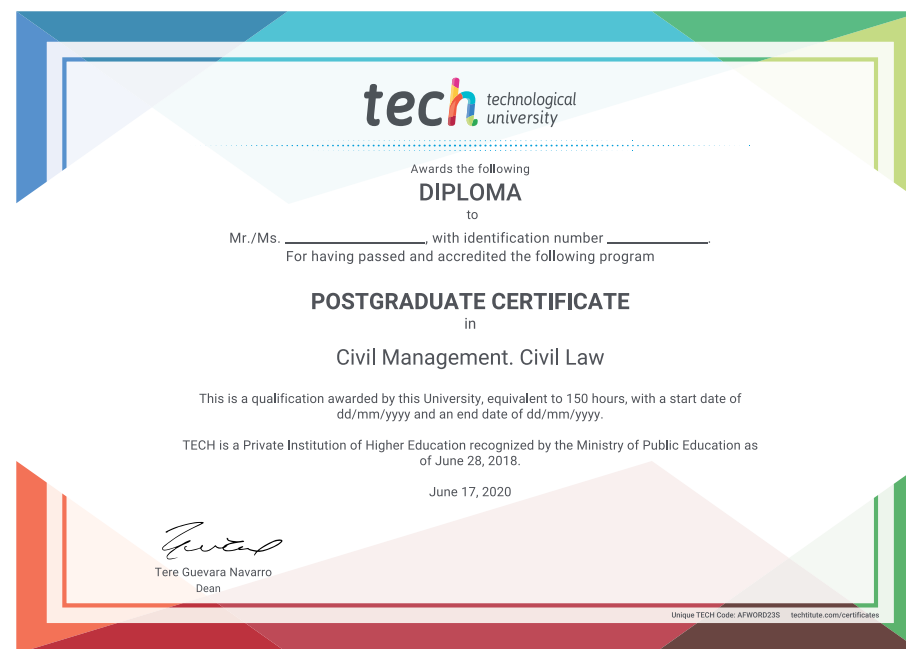 tech technological
university
Awards the following
DIPLOMA
to
Mr./Ms. ____________, with identification number ____________.
For having passed and accredited the following program
POSTGRADUATE CERTIFICATE
in
Civil Management. Civil Law
This is a qualification awarded by this University, equivalent to 150 hours, with a start date of
dd/mm/yyyy and an end date of dd/mm/yyyy.
TECH is a Private Institution of Higher Education recognized by the Ministry of Public Education as
of June 28, 2018.
June 17, 2020
Tere Guevara Navarro
Dean
Unique TECH Code: AFWORD23S techtitute.com/certificates